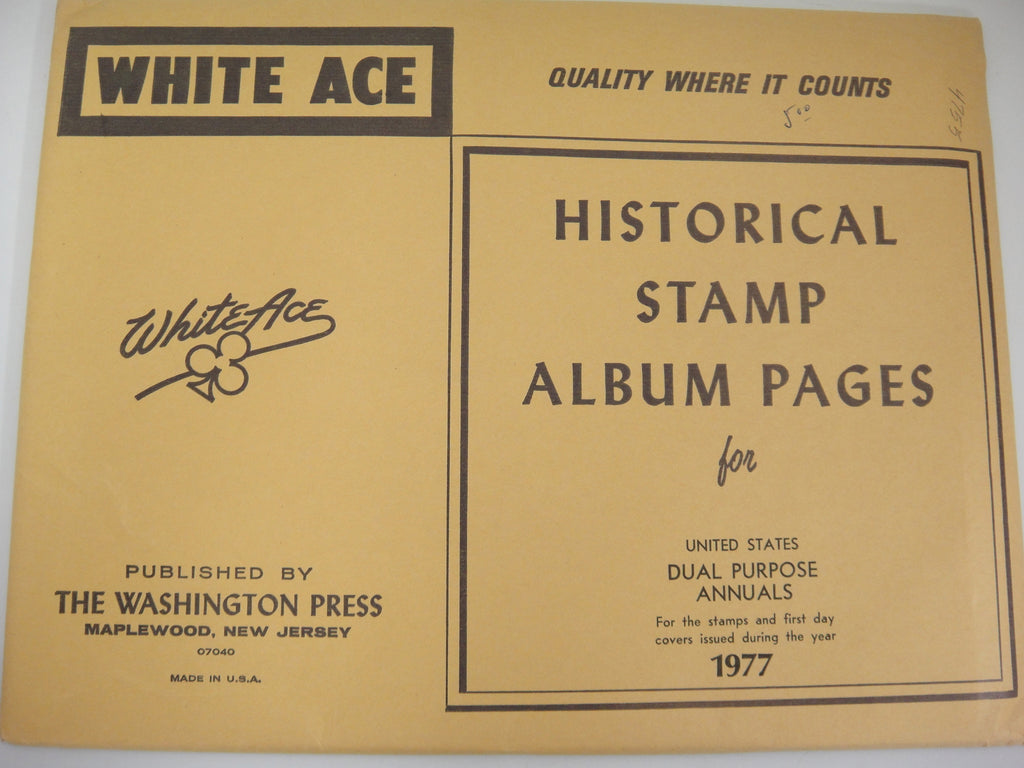 WHITE ACE
QUALITY WHERE IT COUNTS
5.00
White Ace
HISTORICAL
STAMP
ALBUM PAGES
for
UNITED STATES
DUAL PURPOSE
ANNUALS
For the stamps and first day
covers issued during the year
1977
PUBLISHED BY
THE WASHINGTON PRESS
MAPLEWOOD, NEW JERSEY
07040
MADE IN U.S.A.